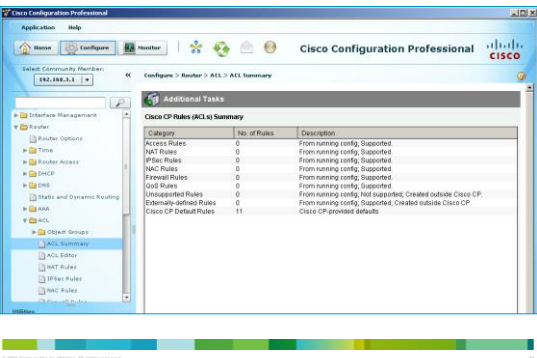 Cisco Configuration Professional
Application Help
Home Configure Monitor
Cisco Configuration Professional
CISCO
Select Community Member:
192.168.1.1
Configure > Router > ACL > ACL Summary
Additional Tasks
Interface Management
Router
Router Options
Time
Router Access
DHCP
DNS
Static and Dynamic Routing
AAA
ACL
Object Groups
ACL Summary
ACL Editor
NAT Rules
IPSec Rules
NAC Rules
Firewall Rules
Utilities
Cisco CP Rules (ACLs) Summary
Category No. of Rules Description
Access Rules 0 From running config; Supported.
NAT Rules 0 From running config; Supported.
IPSec Rules 0 From running config; Supported.
NAC Rules 0 From running config; Supported.
Firewall Rules 0 From running config; Supported.
QoS Rules 0 From running config; Supported.
Unsupported Rules 0 From running config; Not supported; Created outside Cisco CP.
Externally-defined Rules 0 From running config; Supported; Created outside Cisco CP
Cisco CP Default Rules 11 Cisco CP-provided defaults